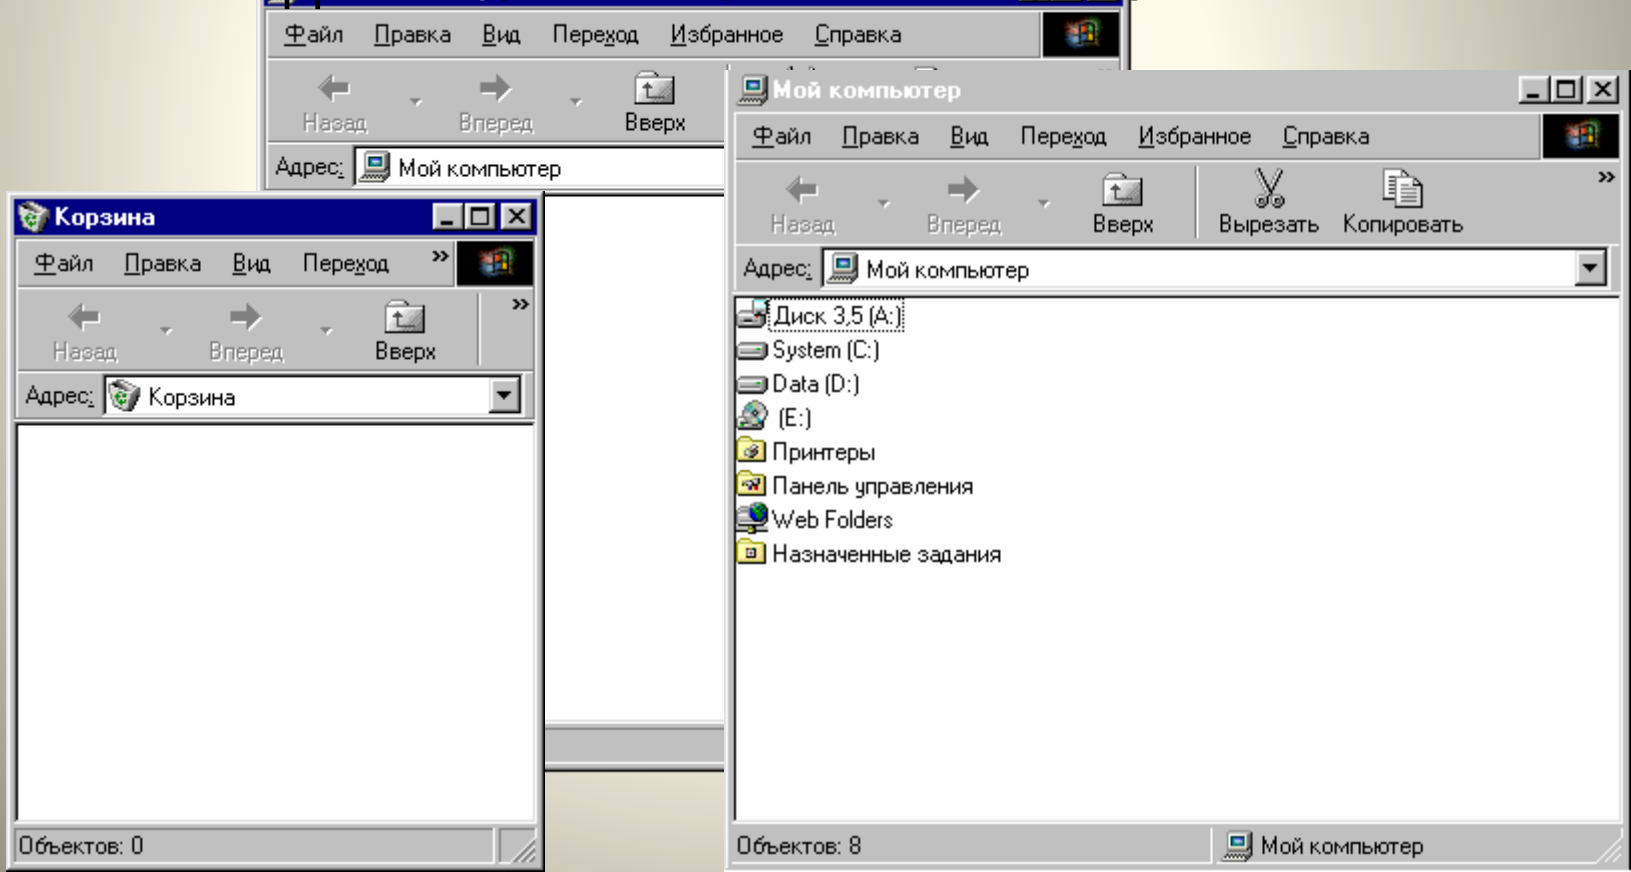 Файл Правка Вид Переход Избранное Справка
Назад Вперед Вверх
Адрес: Мой компьютер
Корзина
Файл Правка Вид Переход »
Назад Вперед Вверх »
Адрес: Корзина
Объектов: 0
Мой компьютер
Файл Правка Вид Переход Избранное Справка
Назад Вперед Вверх Вырезать Копировать »
Адрес: Мой компьютер
Диск 3,5 (A:)
System (C:)
Data (D:)
(E:)
Принтеры
Панель управления
Web Folders
Назначенные задания
Объектов: 8 Мой компьютер